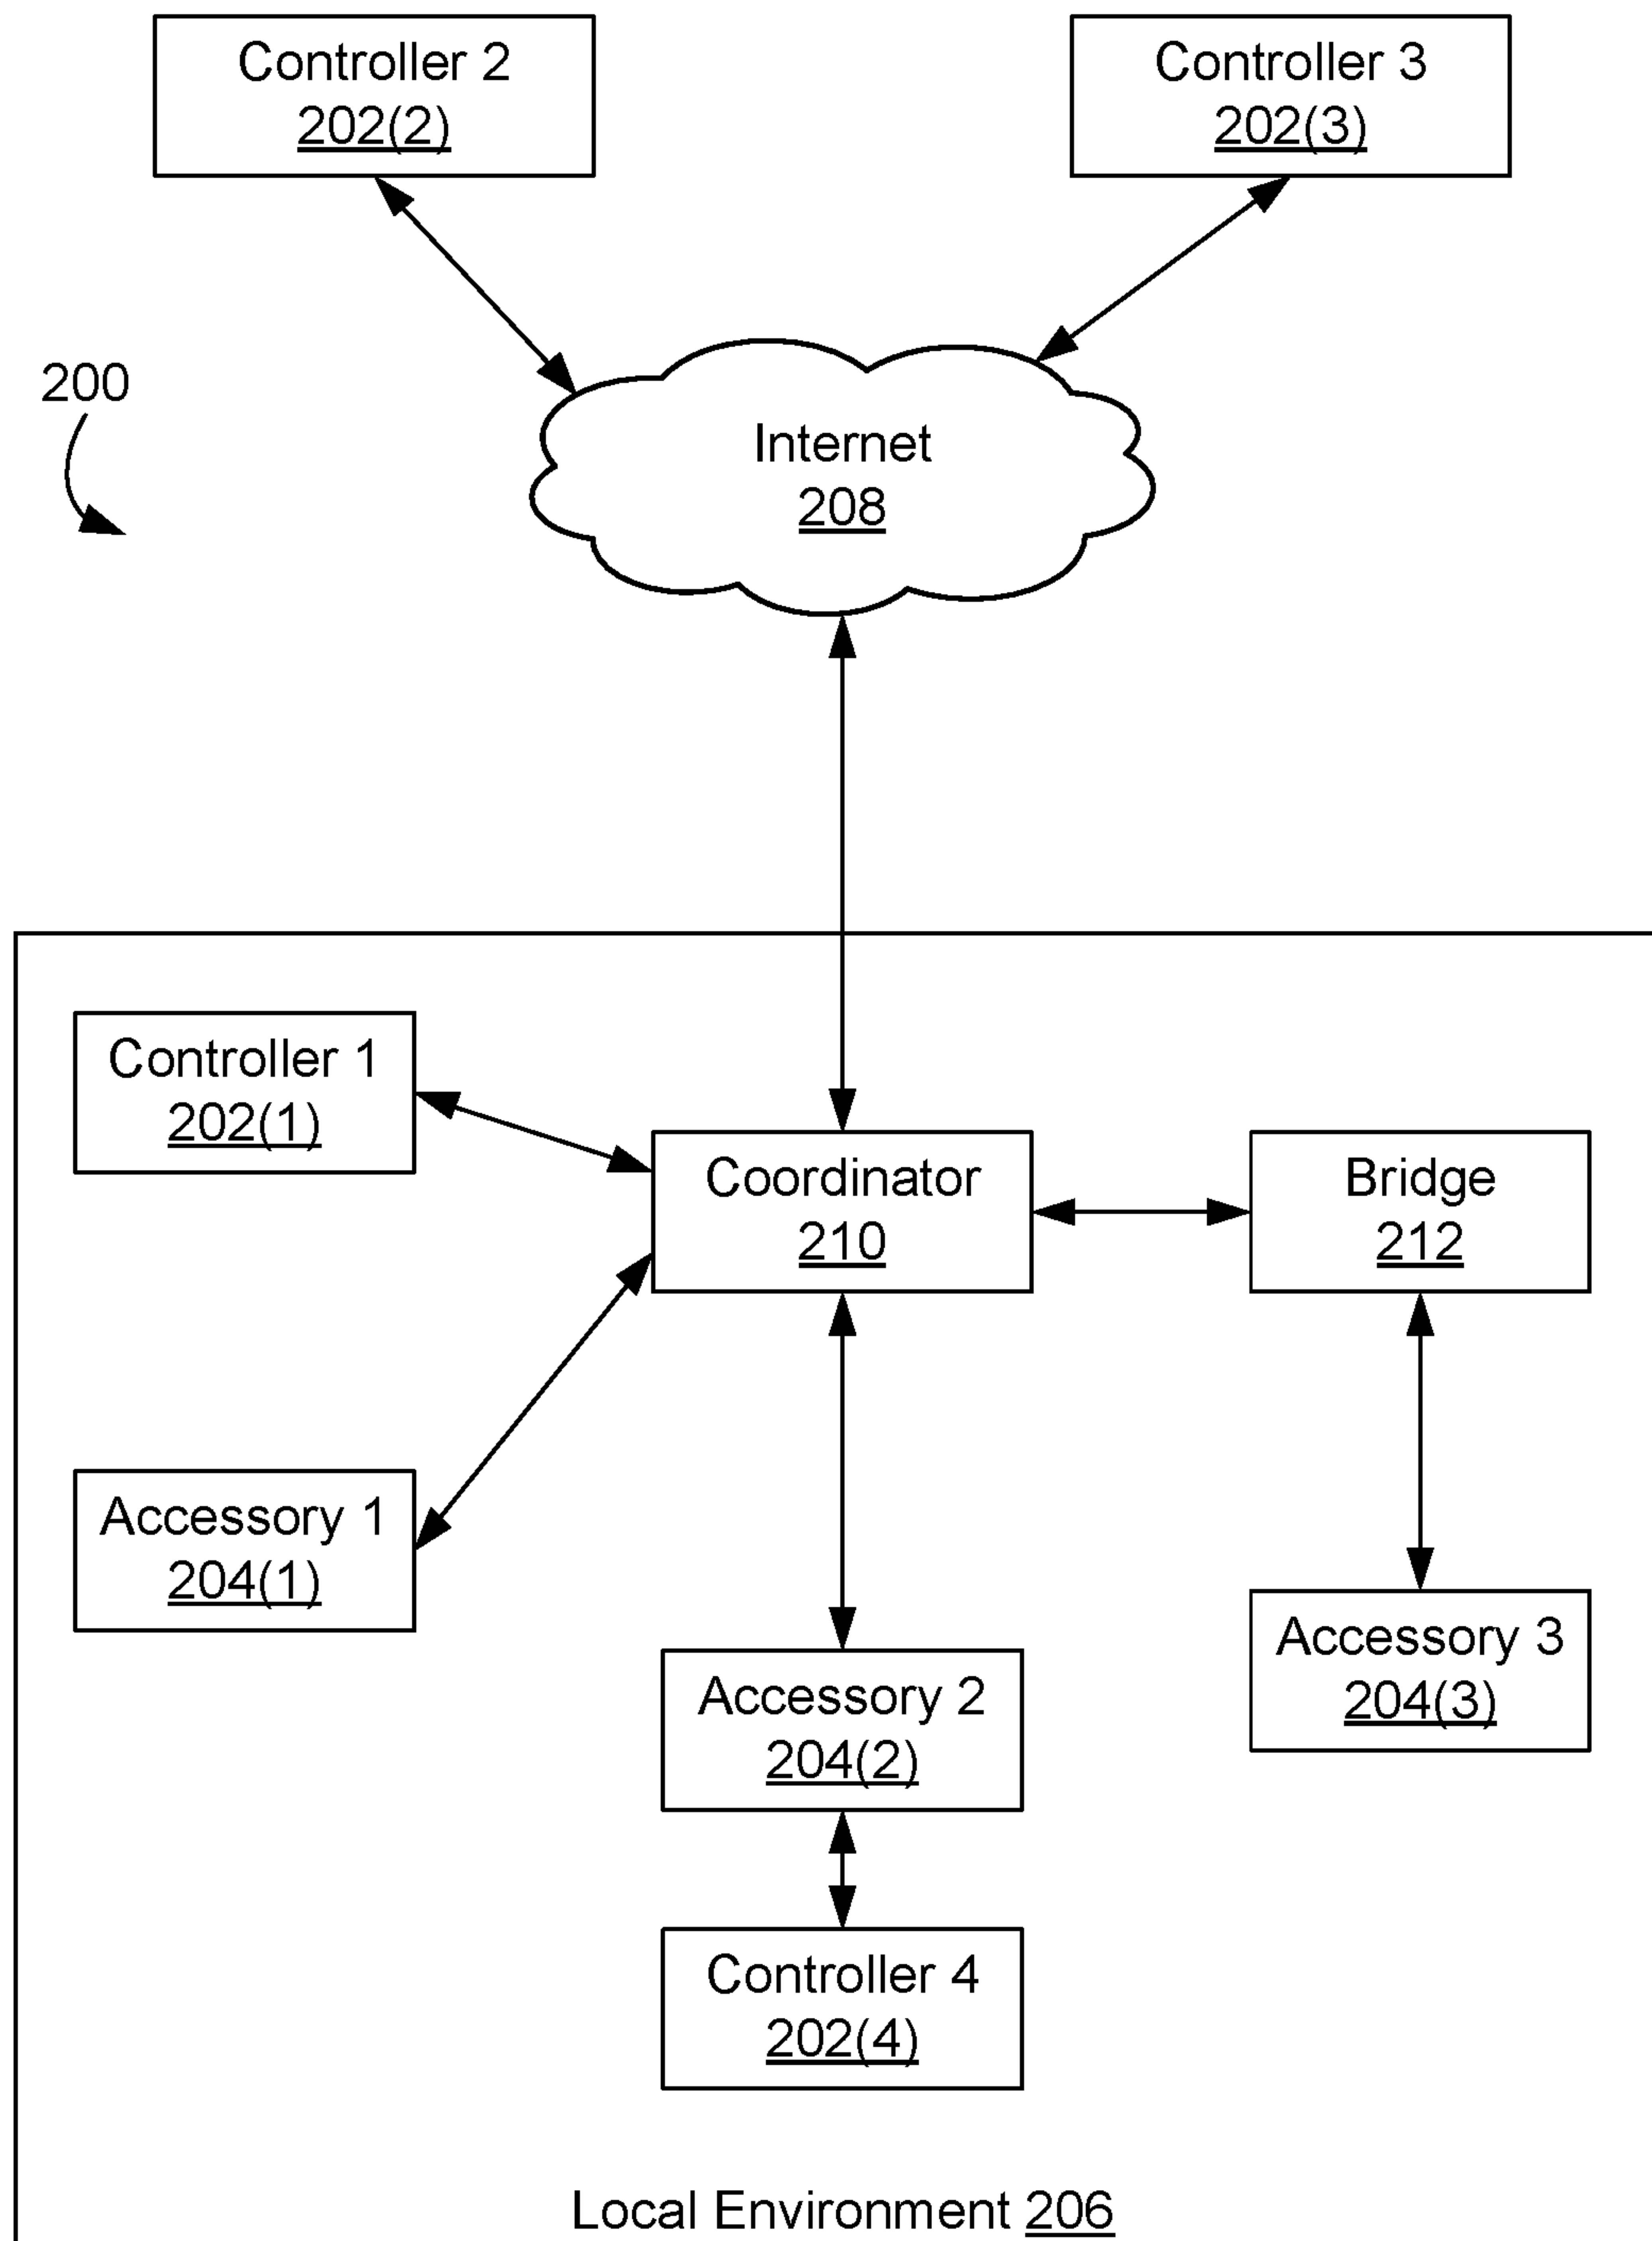 Controller 2
202(2)
Controller 3
202(3)
200
Internet
208
Controller 1
202(1)
Coordinator
210
Bridge
212
Accessory 1
204(1)
Accessory 2
204(2)
Accessory 3
204(3)
Controller 4
202(4)
Local Environment 206